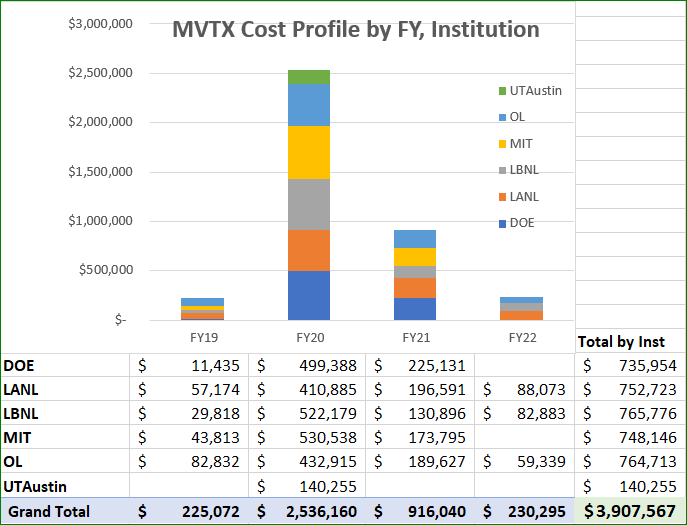 MVTX Cost Profile by FY, Institution
$3,000,000
$2,500,000
$2,000,000
$1,500,000
$1,000,000
$500,000
$-
UTAustin
OL
MIT
LBNL
LANL
DOE
FY19 FY20 FY21 FY22 Total by Inst
DOE $ 11,435 $ 499,388 $ 225,131 $ 735,954
LANL $ 57,174 $ 410,885 $ 196,591 $ 88,073 $ 752,723
LBNL $ 29,818 $ 522,179 $ 130,896 $ 82,883 $ 765,776
MIT $ 43,813 $ 530,538 $ 173,795 $ 748,146
OL $ 82,832 $ 432,915 $ 189,627 $ 59,339 $ 764,713
UTAustin $ 140,255 $ 140,255
Grand Total $ 225,072 $ 2,536,160 $ 916,040 $ 230,295 $3,907,567